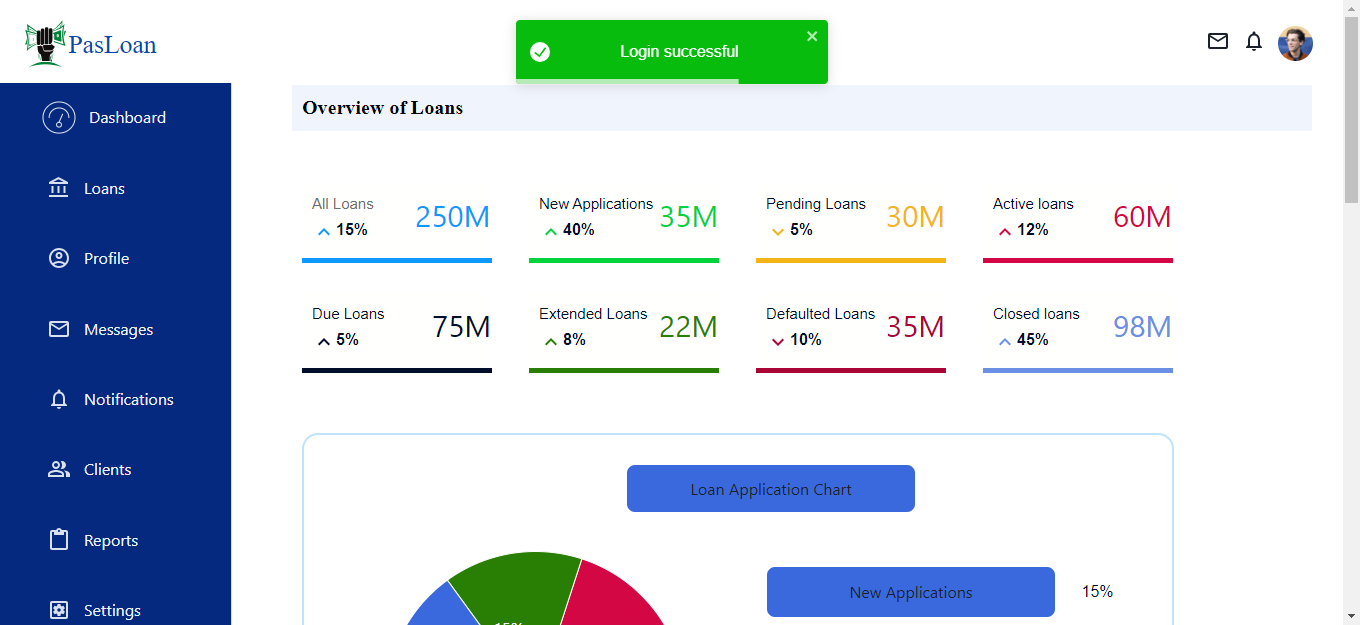 PasLoan
Login successful
Overview of Loans
Dashboard
Loans
Profile
Messages
Notifications
Clients
Reports
Settings
All Loans
15%
250M
New Applications
40%
35M
Pending Loans
5%
30M
Active loans
12%
60M
Due Loans
5%
75M
Extended Loans
8%
22M
Defaulted Loans
10%
35M
Closed loans
45%
98M
Loan Application Chart
New Applications
15%
15%